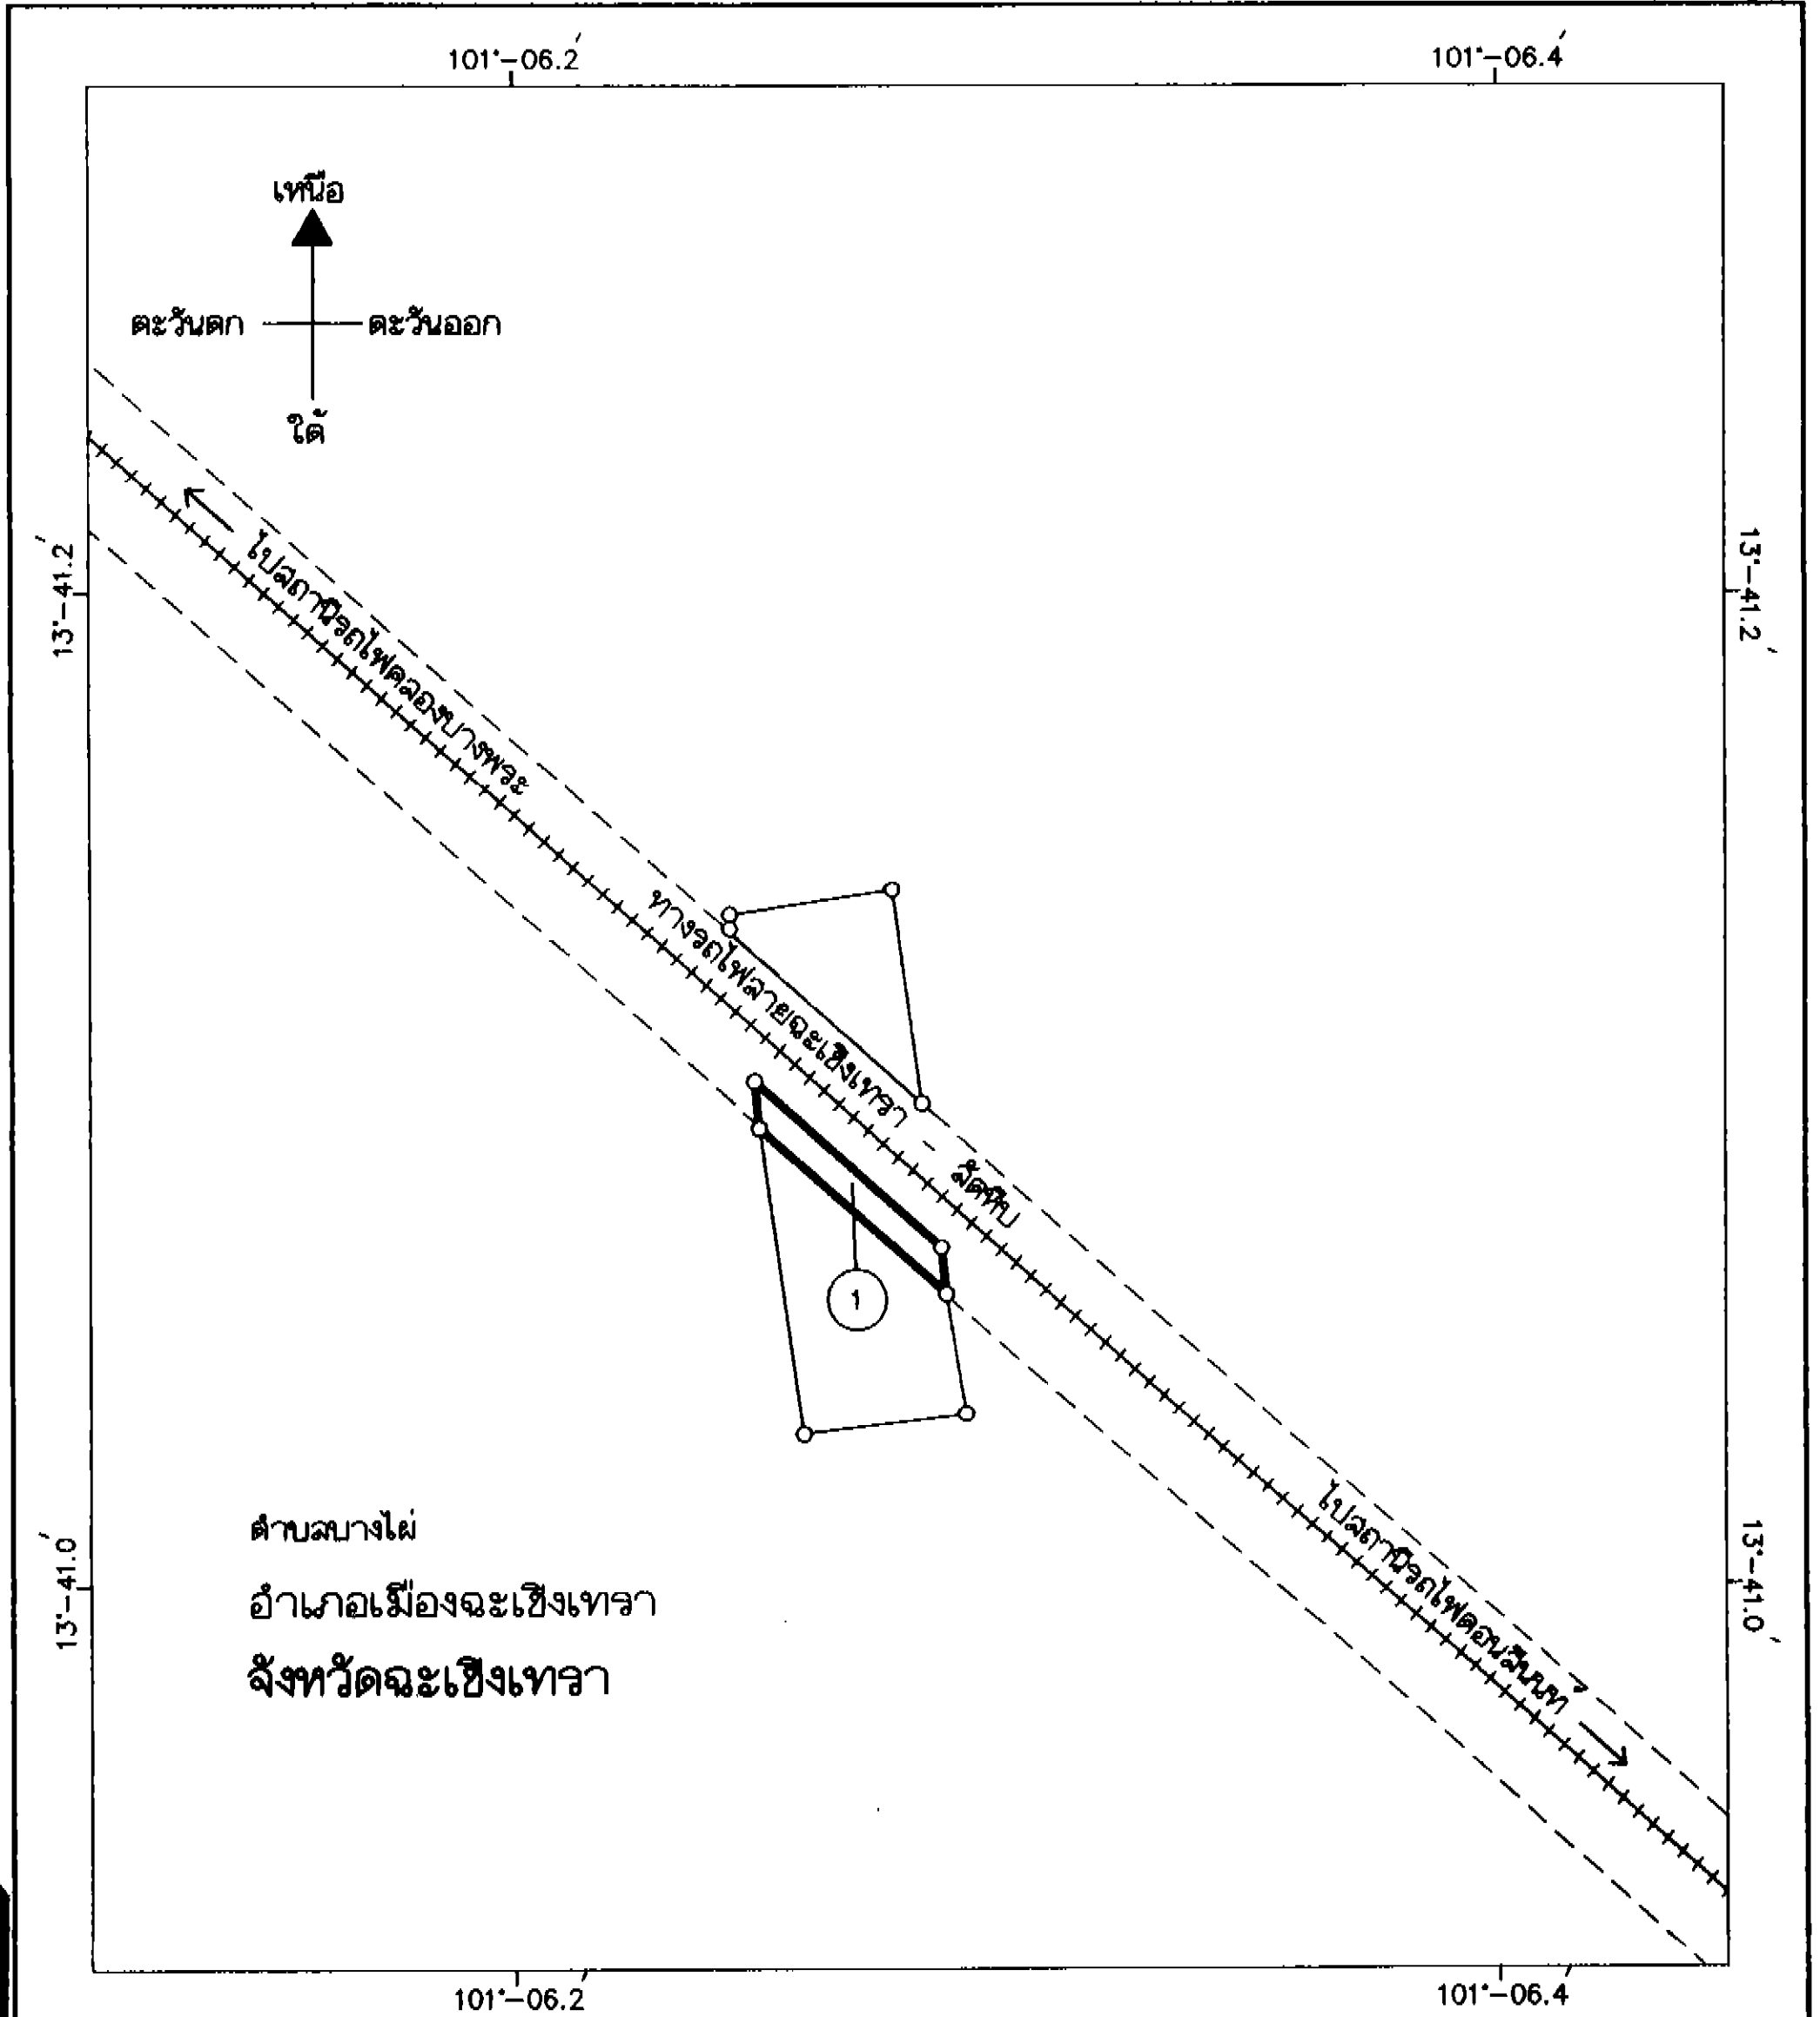 101°-06.2′
101°-06.4′
เหนือ
ตะวันตก
ตะวันออก
ใต้
13°-41.2′
13°-41.2′
ไปสถานีรถไฟคลองบางพระ
ทางรถไฟสายฉะเชิงเทรา - สัตหีบ
1
ไปสถานีรถไฟดอนสีนนท์
ตำบลบางไผ่
อำเภอเมืองฉะเชิงเทรา
จังหวัดฉะเชิงเทรา
13°-41.0′
13°-41.0′
101°-06.2′
101°-06.4′